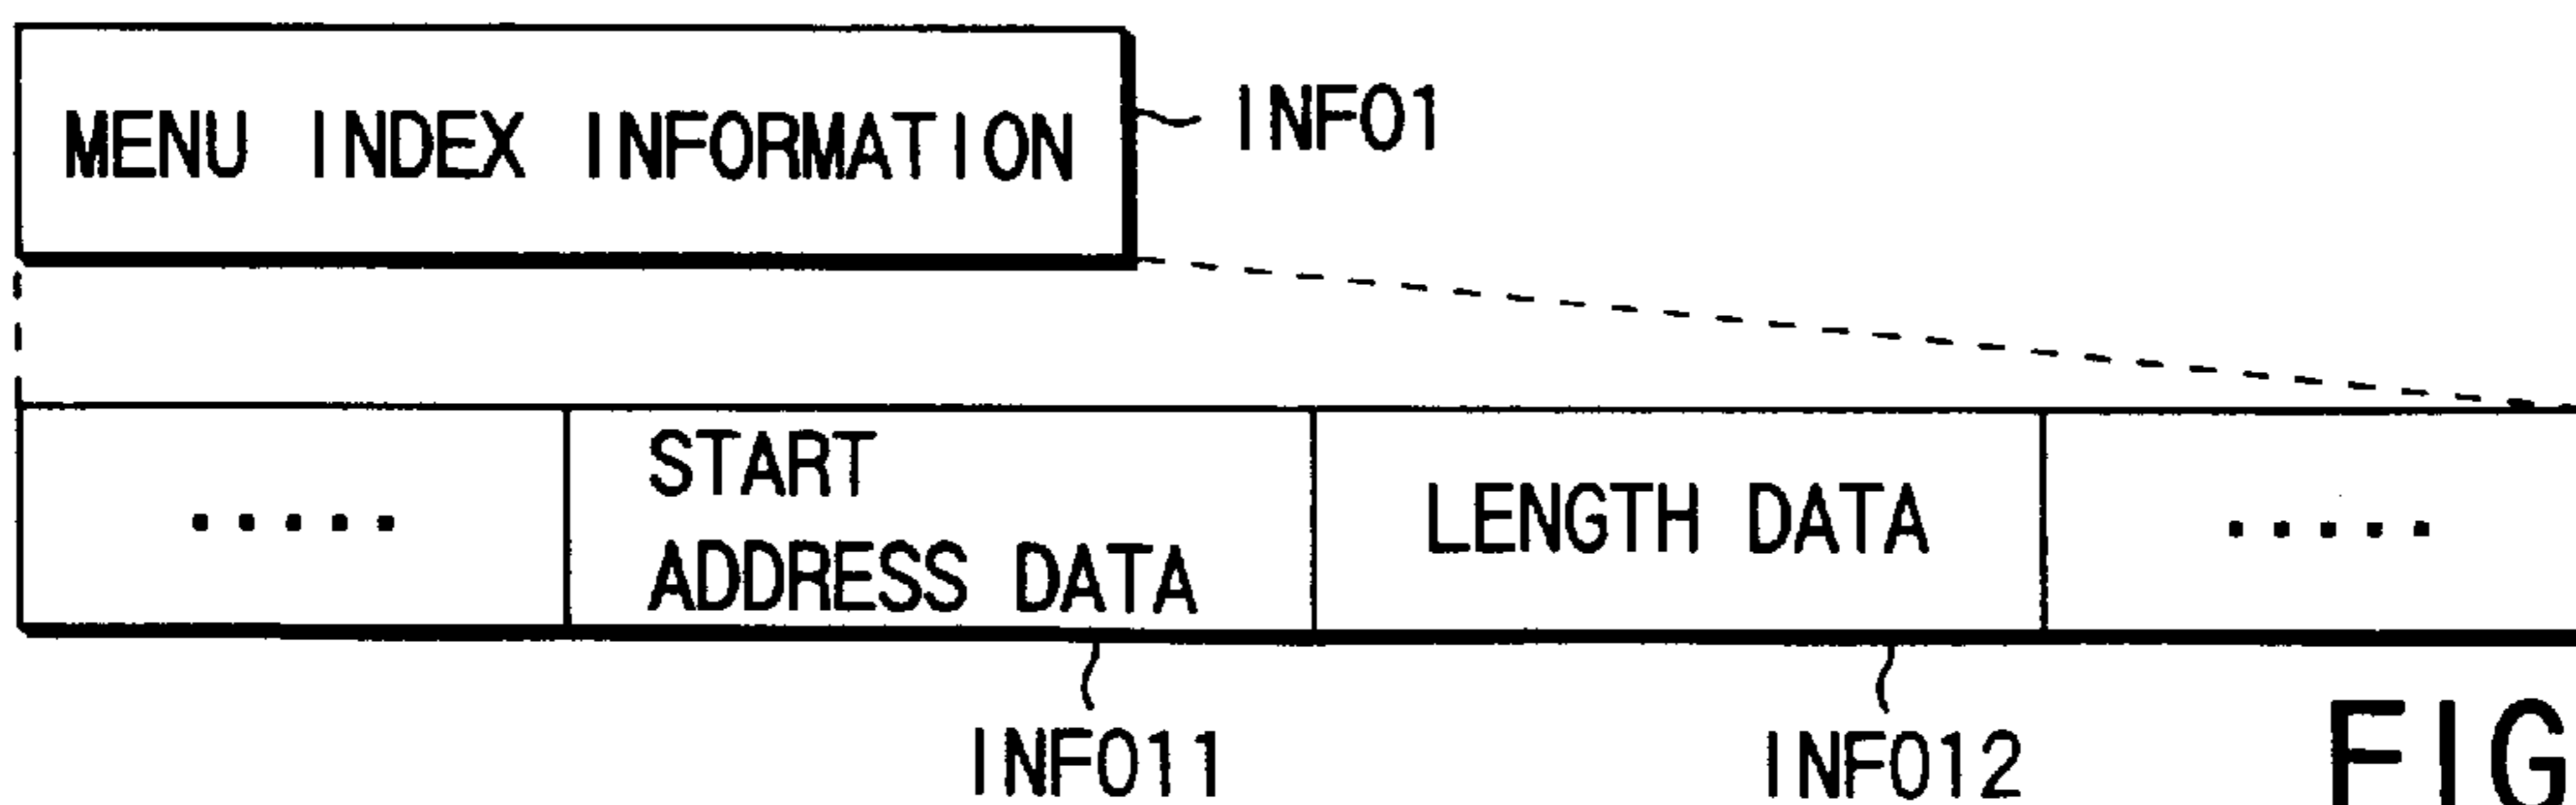 MENU INDEX INFORMATION
INFO1
.....
START
ADDRESS DATA
LENGTH DATA
.....
INFO11
INFO12
FIG